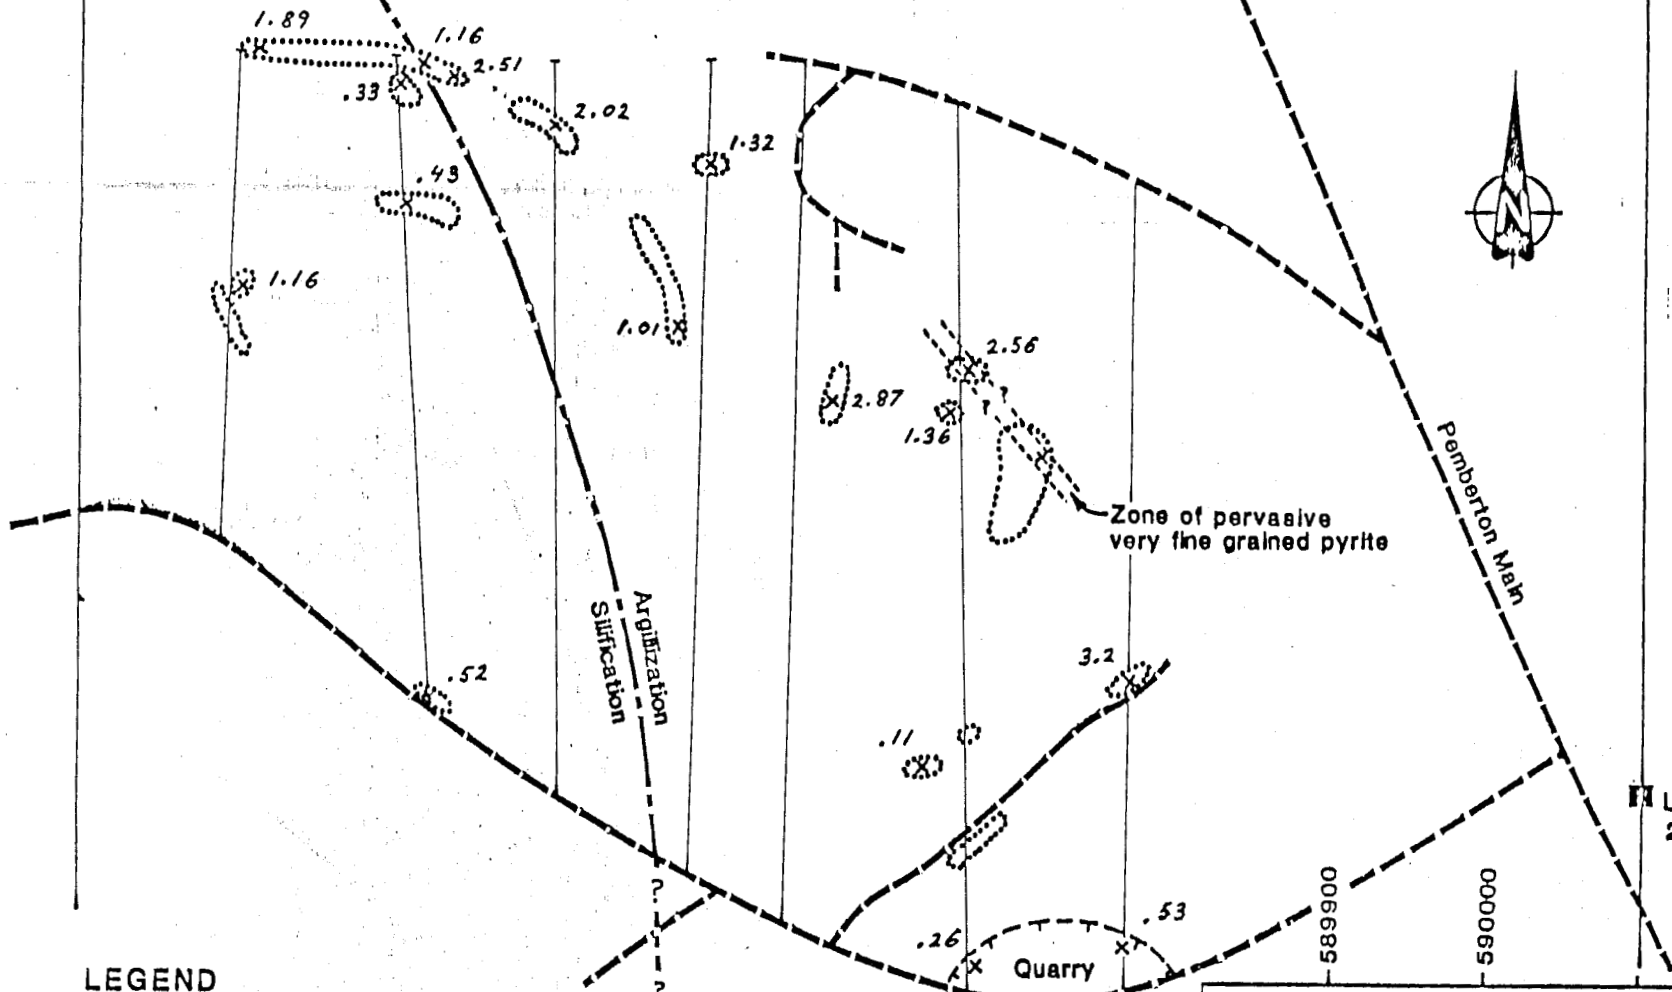 1.89
1.16
2.51
.33
2.02
1.32
.43
1.16
1.01
2.56
?
?
2.87
1.36
Zone of pervasive
very fine grained pyrite
Pemberton Main
N
Argillization
Silification
.52
3.2
.11
.53
.26
Quarry
?
?
589900
590000
L
2
LEGEND